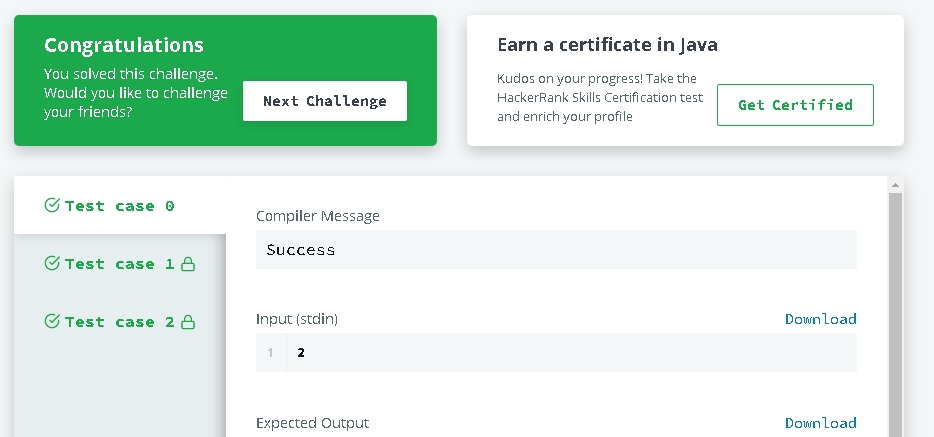 Congratulations
You solved this challenge.
Would you like to challenge
your friends?
Next Challenge
Earn a certificate in Java
Kudos on your progress! Take the
HackerRank Skills Certification test
and enrich your profile
Get Certified
Test case 0
Test case 1
Test case 2
Compiler Message
Success
Input (stdin)
Download
1
2
Expected Output
Download